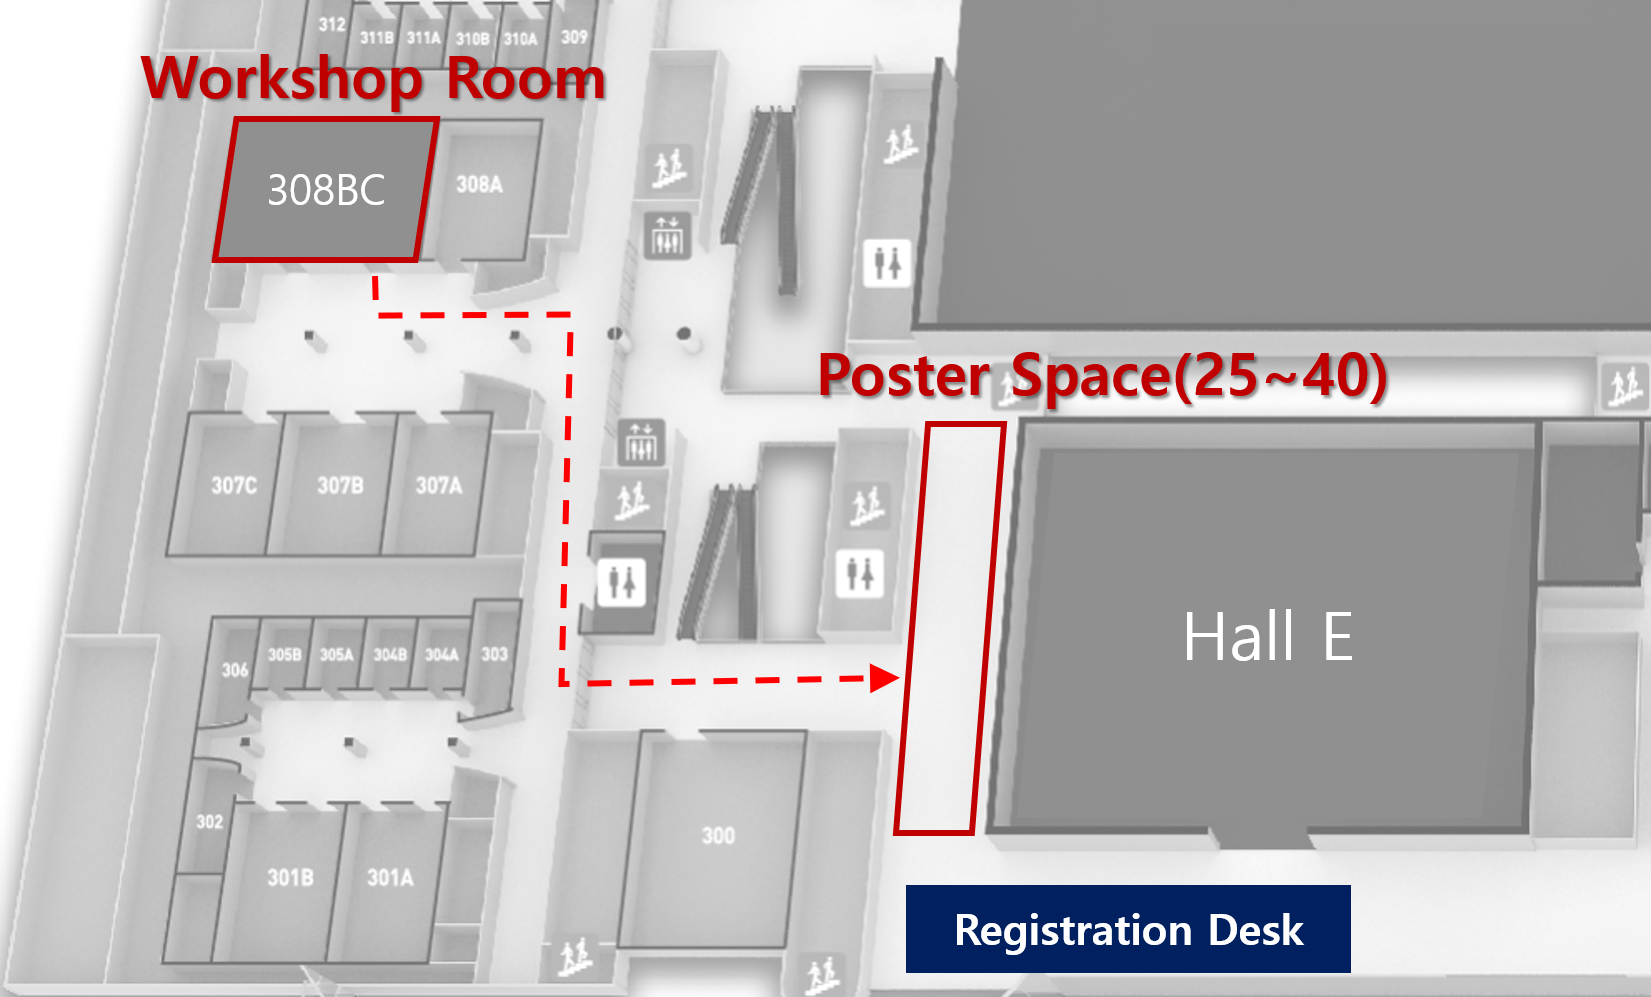 312
311B
311A
310B
310A
309
Workshop Room
308BC
308A
Poster Space(25~40)
307C
307B
307A
Hall E
306
305B
305A
304B
304A
303
302
300
301B
301A
Registration Desk